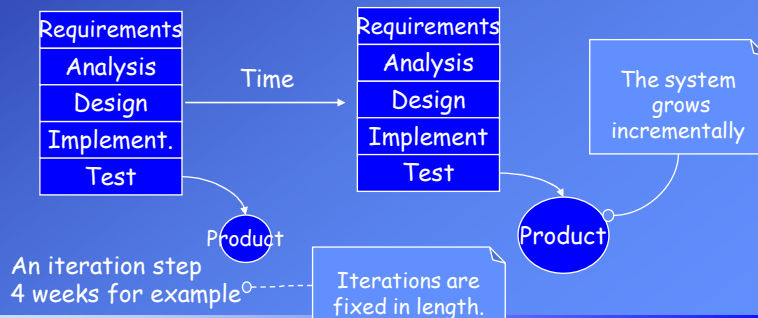 Requirements
Analysis
Design
Implement.
Test
Product
Time
Requirements
Analysis
Design
Implement
Test
Product
The system
grows
incrementally
An iteration step
4 weeks for example
Iterations are
fixed in length.